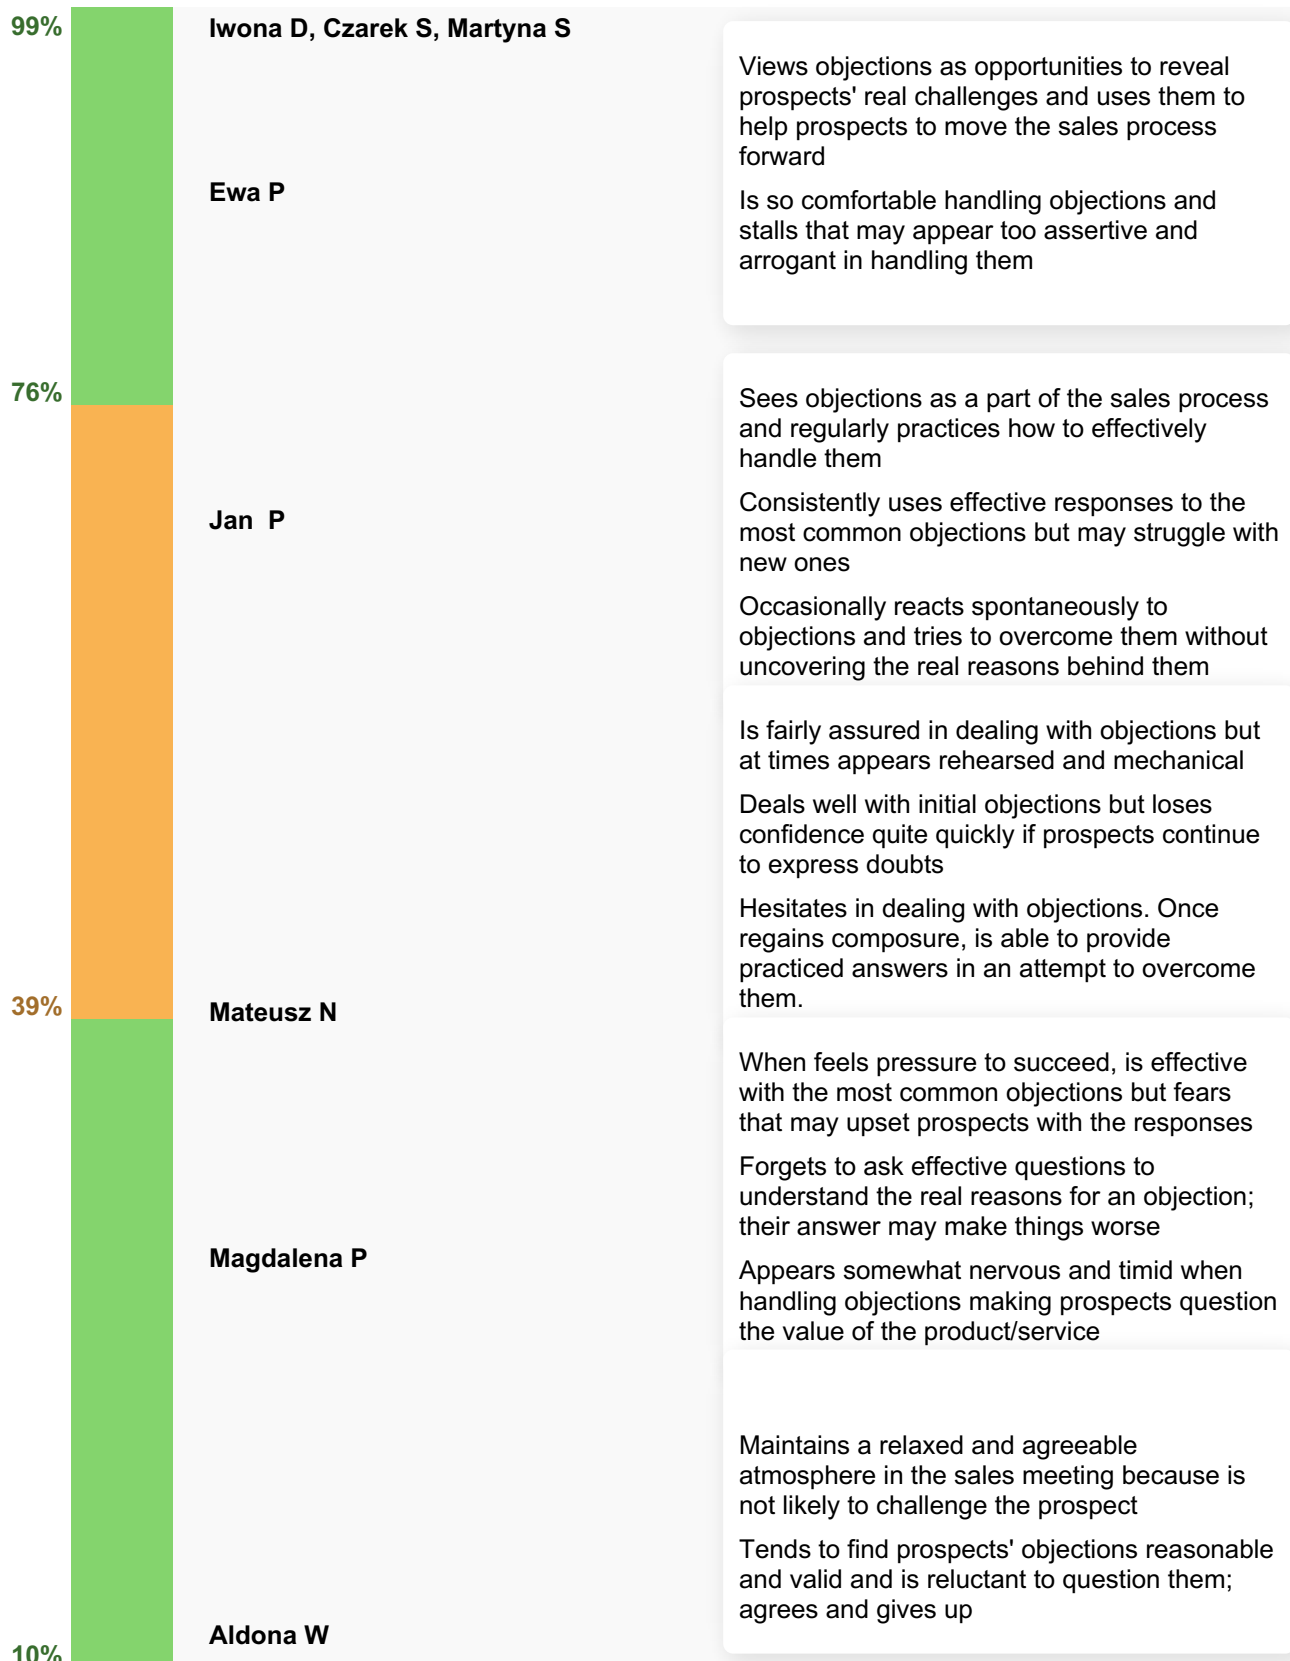 99%
Iwona D, Czarek S, Martyna S
Views objections as opportunities to reveal
prospects' real challenges and uses them to
help prospects to move the sales process
forward
Ewa P
Is so comfortable handling objections and
stalls that may appear too assertive and
arrogant in handling them
76%
Sees objections as a part of the sales process
and regularly practices how to effectively
handle them
Jan  P
Consistently uses effective responses to the
most common objections but may struggle with
new ones
Occasionally reacts spontaneously to
objections and tries to overcome them without
uncovering the real reasons behind them
Is fairly assured in dealing with objections but
at times appears rehearsed and mechanical
Deals well with initial objections but loses
confidence quite quickly if prospects continue
to express doubts
Hesitates in dealing with objections. Once
regains composure, is able to provide
practiced answers in an attempt to overcome
them.
39%
Mateusz N
When feels pressure to succeed, is effective
with the most common objections but fears
that may upset prospects with the responses
Forgets to ask effective questions to
understand the real reasons for an objection;
their answer may make things worse
Magdalena P
Appears somewhat nervous and timid when
handling objections making prospects question
the value of the product/service
Maintains a relaxed and agreeable
atmosphere in the sales meeting because is
not likely to challenge the prospect
Tends to find prospects' objections reasonable
and valid and is reluctant to question them;
agrees and gives up
Aldona W
10%